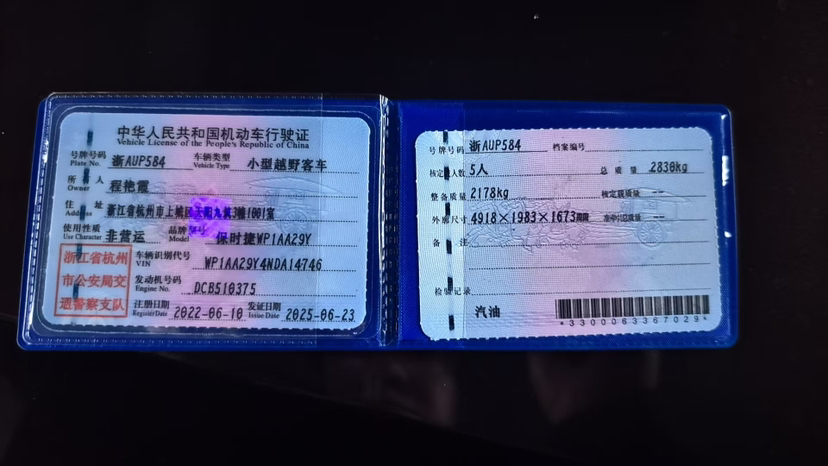 中华人民共和国机动车行驶证
Vehicle License of the People's Republic of China
号牌号码 Plate No. 浙AUP584 车辆类型 Vehicle Type 小型越野客车
所有人 Owner 程艳霞
住址 Address 浙江省杭州市上城区 3幢1001室
使用性质 Use Character 非营运 品牌型号 Model 保时捷WP1AA29Y
浙江省杭州市公安局交通警察支队
车辆识别代号 VIN WP1AA29Y4NDA14746
发动机号码 Engine No. DCB510375
注册日期 Register Date 2022-06-10 发证日期 Issue Date 2025-06-23
号牌号码 浙AUP584 档案编号
核定人数 5人 总质量 2830kg
整备质量 2178kg 核定载质量 --
外廓尺寸 4918×1983×1673 --
备注
检验记录
汽油
*3300063367029*